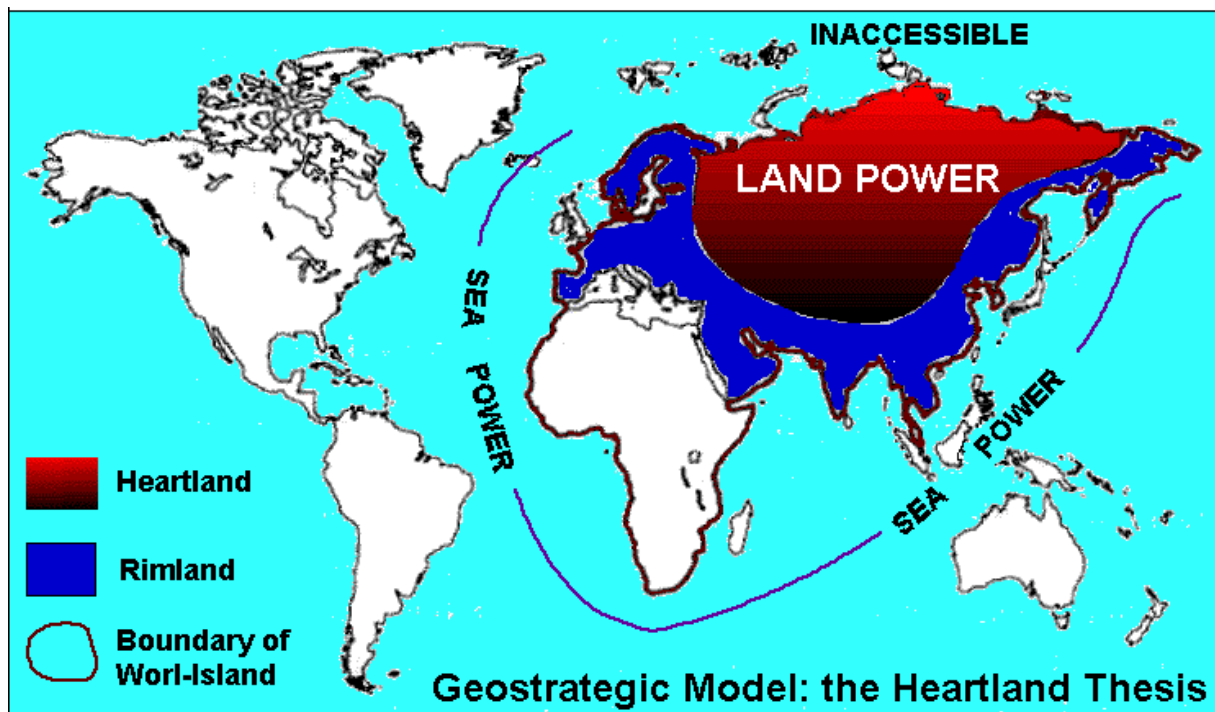 INACCESSIBLE
LAND POWER
SEA POWER
SEA POWER
Heartland
Rimland
Boundary of
Worl-Island
Geostrategic Model: the Heartland Thesis